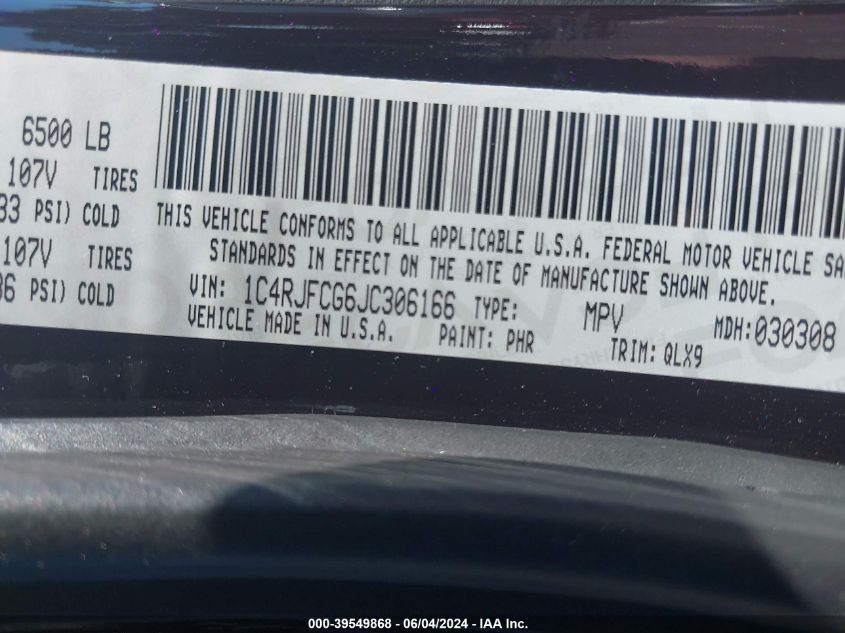 6500 LB
107V TIRES
33 PSI) COLD
107V TIRES
36 PSI) COLD
THIS VEHICLE CONFORMS TO ALL APPLICABLE U.S.A. FEDERAL MOTOR VEHICLE SA
STANDARDS IN EFFECT ON THE DATE OF MANUFACTURE SHOWN ABOVE.
VIN: 1C4RJFCG6JC306166 TYPE: MPV MDH:030308
VEHICLE MADE IN U.S.A. PAINT: PHR TRIM: QLX9
000-39549868 - 06/04/2024 - IAA Inc.